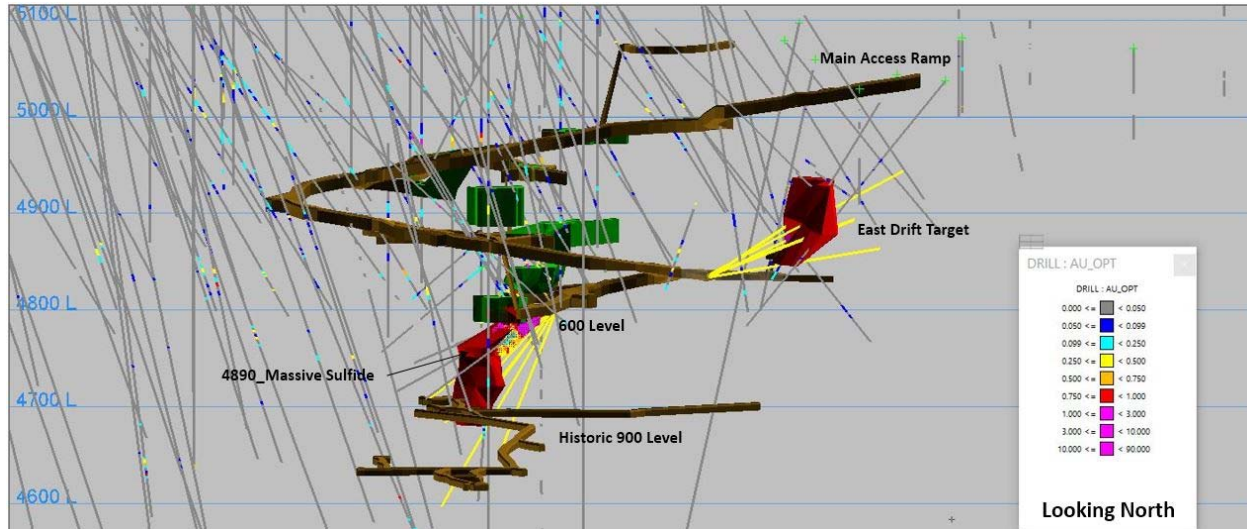 5100 L
Main Access Ramp
5000 L
4900 L
East Drift Target
4800 L
600 Level
4890_Massive Sulfide
4700 L
Historic 900 Level
4600 L
DRILL : AU_OPT
DRILL : AU_OPT
0.000 <= < 0.050
0.050 <= < 0.099
0.099 <= < 0.250
0.250 <= < 0.500
0.500 <= < 0.750
0.750 <= < 1.000
1.000 <= < 3.000
3.000 <= < 10.000
10.000 <= < 90.000
Looking North